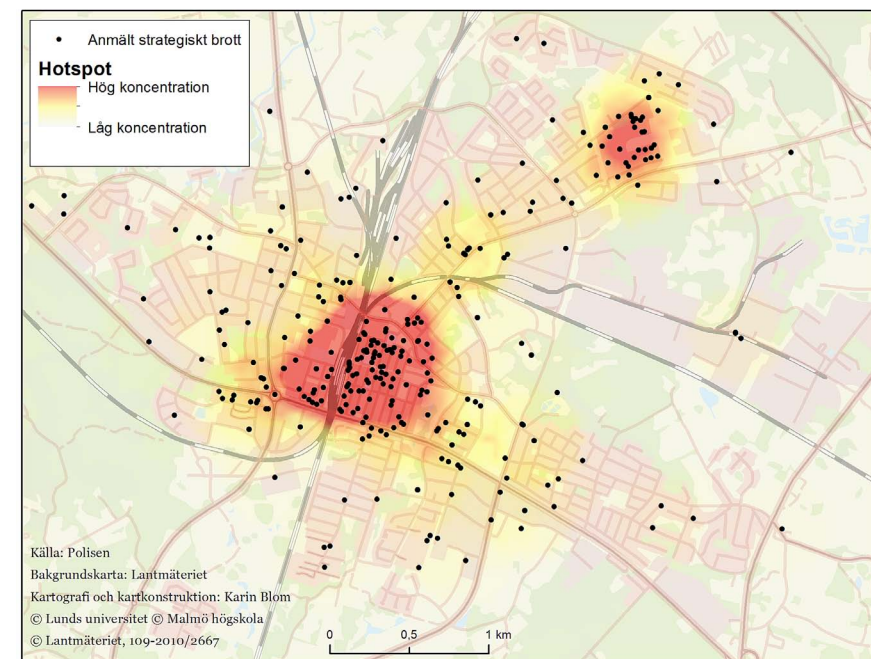 Anmält strategiskt brott
Hotspot
Hög koncentration
Låg koncentration
Källa: Polisen
Bakgrundskarta: Lantmäteriet
Kartografi och kartkonstruktion: Karin Blom
© Lunds universitet © Malmö högskola
© Lantmäteriet, 109-2010/2667
0 0,5 1 km